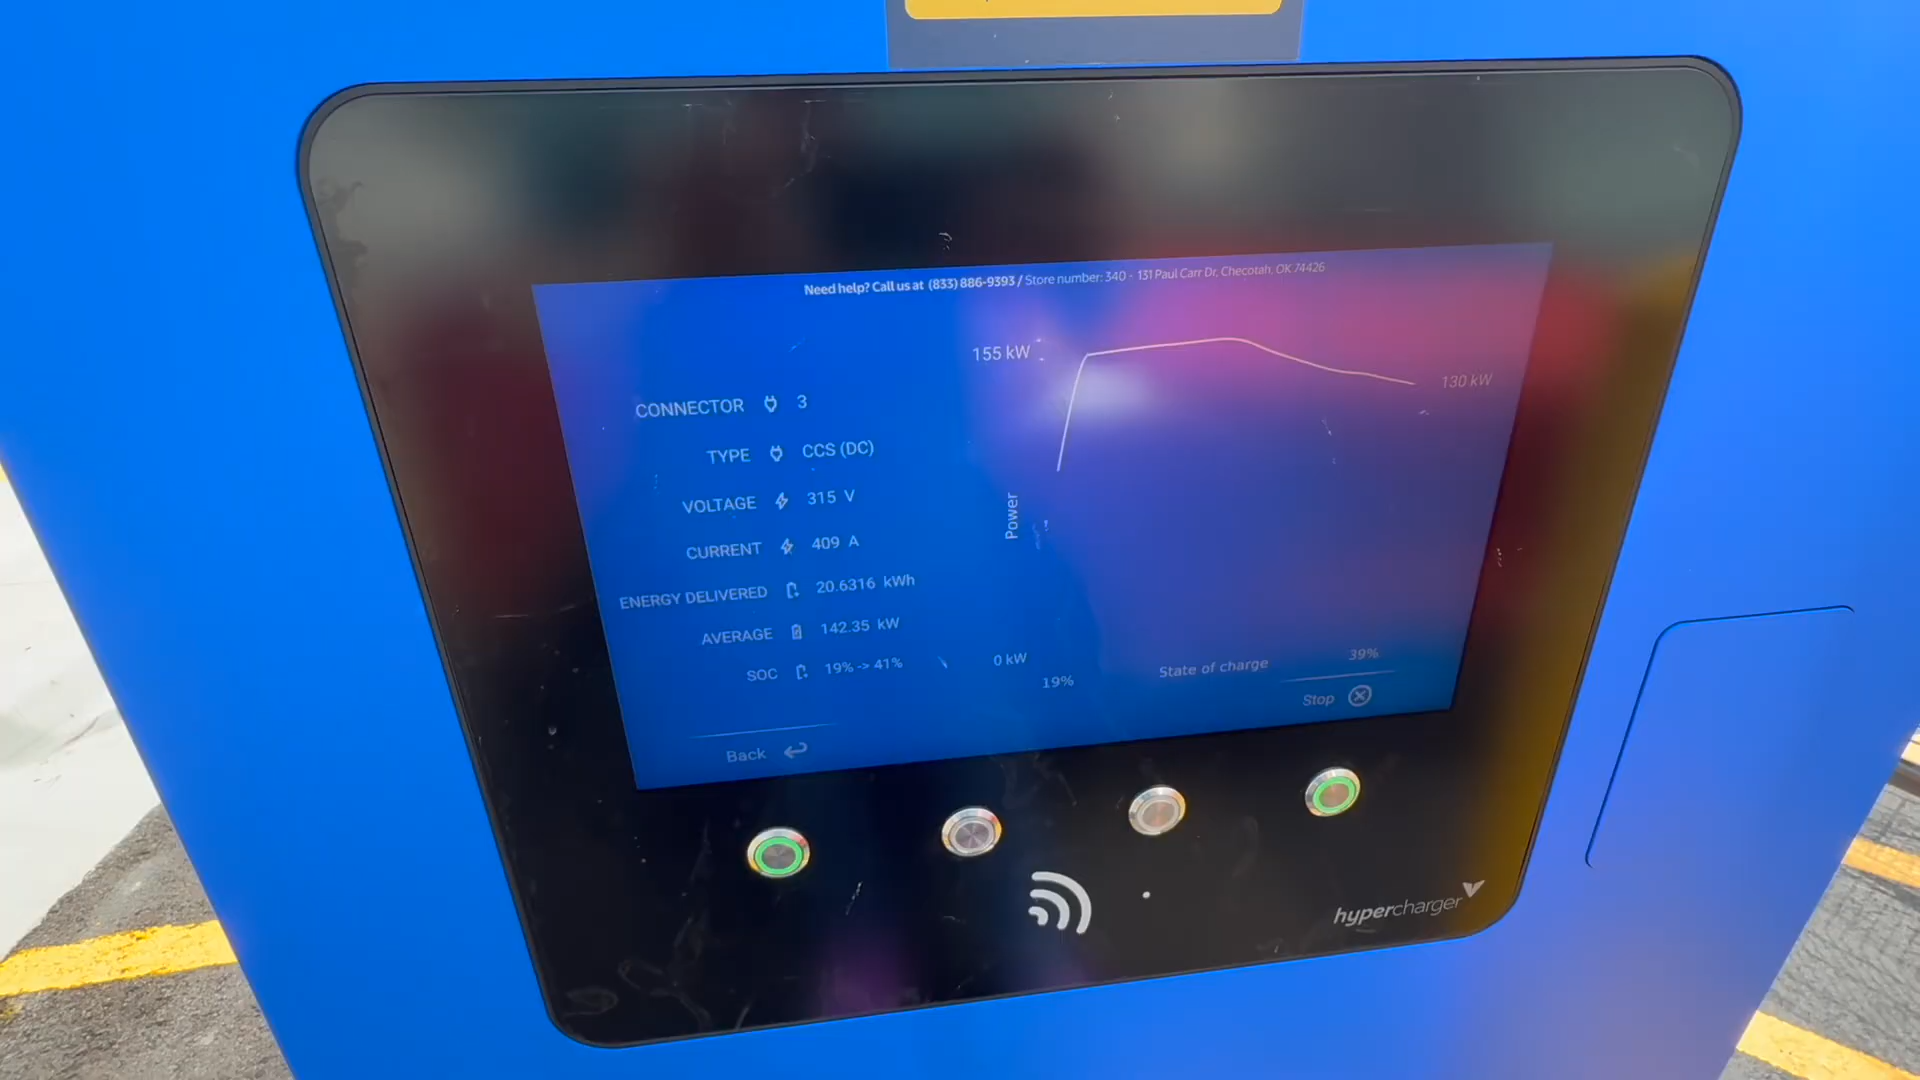 Need help? Call us at (833) 886-9393 / Store number: 340 - 131 Paul Carr Dr, Checotah, OK 74426
155 kW
130 kW
CONNECTOR 3
TYPE CCS (DC)
VOLTAGE 315 V
CURRENT 409 A
ENERGY DELIVERED 20.6316 kWh
AVERAGE 142.35 kW
SOC 19% -> 41%
Power
0 kW
19%
State of charge
39%
Back
Stop
hypercharger